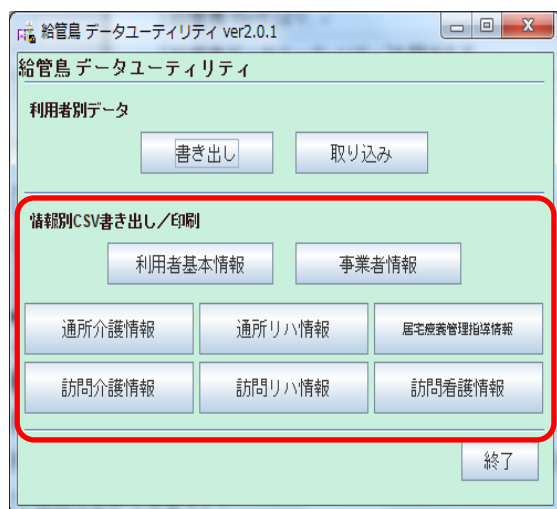 給管鳥 データユーティリティ ver2.0.1
給管鳥 データユーティリティ
利用者別データ
書き出し 取り込み
情報別CSV書き出し／印刷
利用者基本情報 事業者情報
通所介護情報 通所リハ情報 居宅療養管理指導情報
訪問介護情報 訪問リハ情報 訪問看護情報
終了